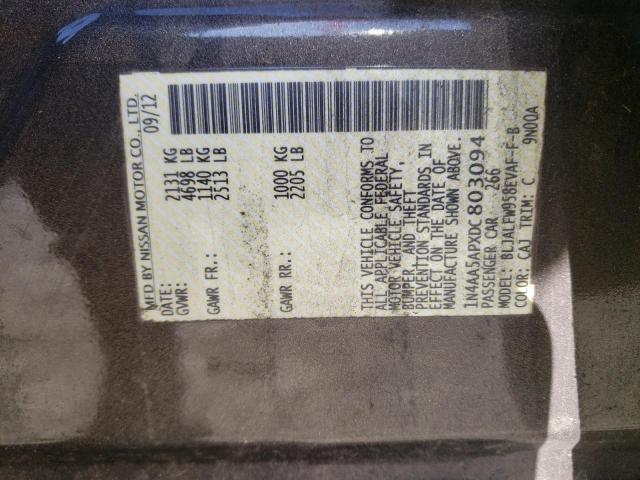 MFD BY NISSAN MOTOR CO., LTD.
DATE: 09/12
GVWR: 2131 KG
4698 LB
GAWR FR.: 1140 KG
2513 LB
GAWR RR.: 1000 KG
2205 LB
THIS VEHICLE CONFORMS TO
ALL APPLICABLE FEDERAL
MOTOR VEHICLE SAFETY,
BUMPER, AND THEFT
PREVENTION STANDARDS IN
EFFECT ON THE DATE OF
MANUFACTURE SHOWN ABOVE.
1N4AA5APXDC803094
PASSENGER CAR 266
MODEL: BLJALFW958EVAF-F-B
COLOR: CAJ TRIM: C 9N00A